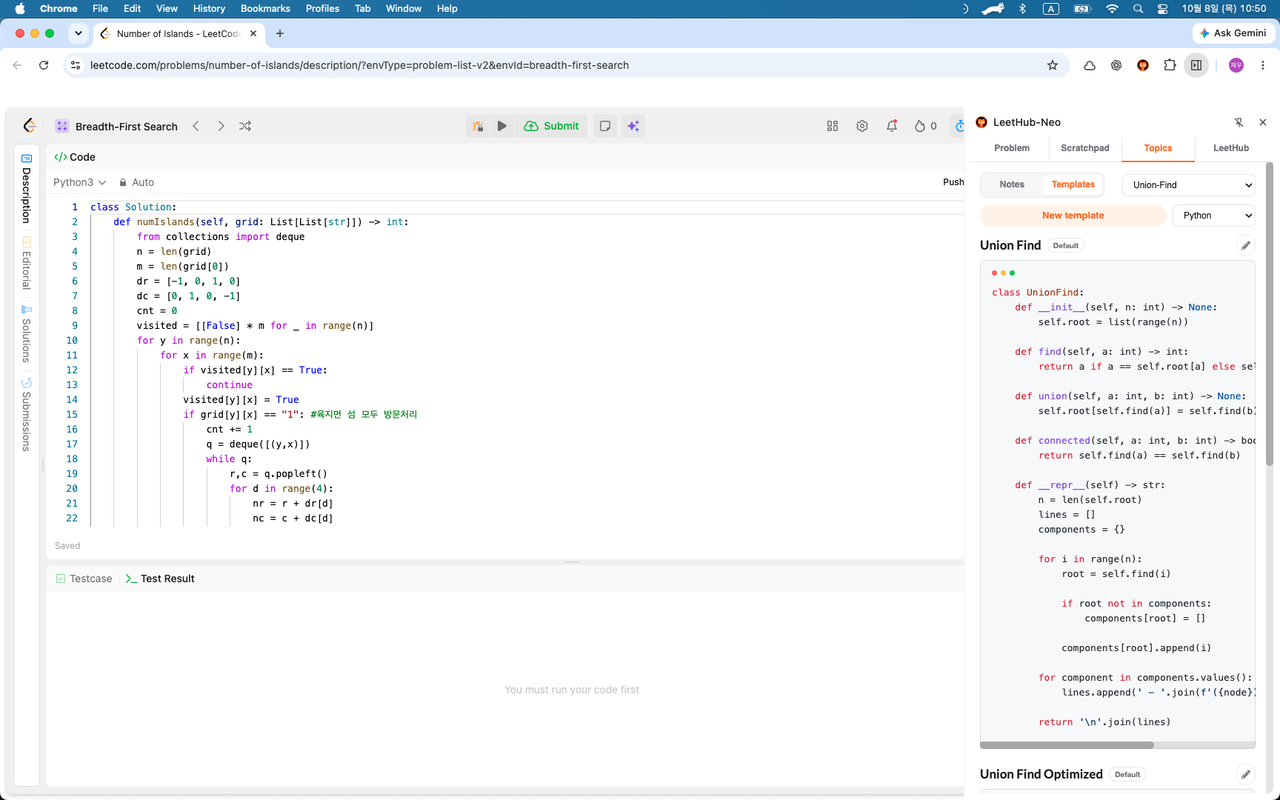 Chrome File Edit View History Bookmarks Profiles Tab Window Help
A 10월 8일 (목) 10:50
Number of Islands - LeetCode
Ask Gemini
leetcode.com/problems/number-of-islands/description/?envType=problem-list-v2&envId=breadth-first-search
재우
Breadth-First Search
Submit
0
Description
Editorial
Solutions
Submissions
</> Code
Python3 Auto
Push
1 class Solution:
2 def numIslands(self, grid: List[List[str]]) -> int:
3 from collections import deque
4 n = len(grid)
5 m = len(grid[0])
6 dr = [-1, 0, 1, 0]
7 dc = [0, 1, 0, -1]
8 cnt = 0
9 visited = [[False] * m for _ in range(n)]
10 for y in range(n):
11 for x in range(m):
12 if visited[y][x] == True:
13 continue
14 visited[y][x] = True
15 if grid[y][x] == "1": #육지면 섬 모두 방문처리
16 cnt += 1
17 q = deque([(y,x)])
18 while q:
19 r,c = q.popleft()
20 for d in range(4):
21 nr = r + dr[d]
22 nc = c + dc[d]
Saved
Testcase
>_ Test Result
You must run your code first
LeetHub-Neo
Problem Scratchpad Topics LeetHub
Notes Templates Union-Find
New template Python
Union Find Default
class UnionFind:
def __init__(self, n: int) -> None:
self.root = list(range(n))
def find(self, a: int) -> int:
return a if a == self.root[a] else sel
def union(self, a: int, b: int) -> None:
self.root[self.find(a)] = self.find(b)
def connected(self, a: int, b: int) -> boo
return self.find(a) == self.find(b)
def __repr__(self) -> str:
n = len(self.root)
lines = []
components = {}
for i in range(n):
root = self.find(i)
if root not in components:
components[root] = []
components[root].append(i)
for component in components.values():
lines.append(' - '.join(f'({node})
return '\n'.join(lines)
Union Find Optimized Default